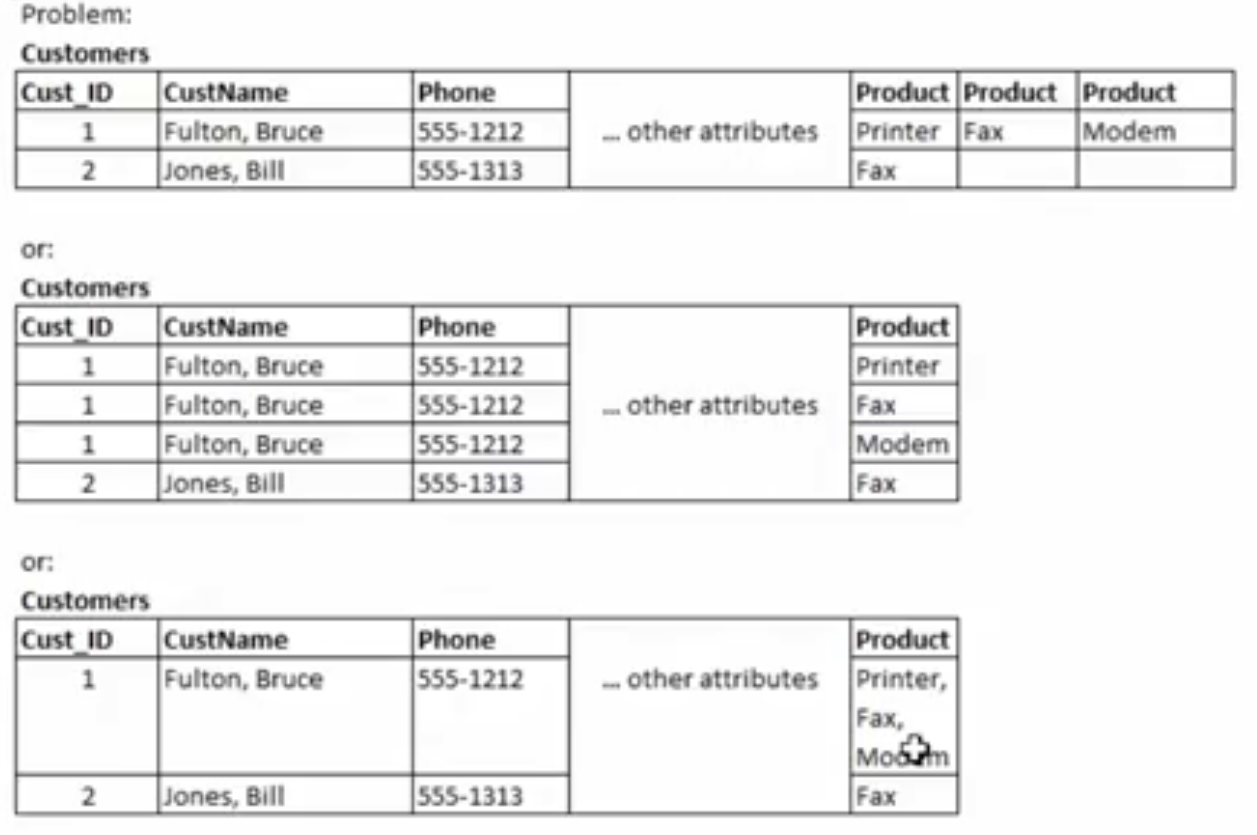 Problem:
Customers
Cust_ID CustName Phone Product Product Product
1 Fulton, Bruce 555-1212 ... other attributes Printer Fax Modem
2 Jones, Bill 555-1313 Fax
or:
Customers
Cust_ID CustName Phone Product
1 Fulton, Bruce 555-1212 Printer
1 Fulton, Bruce 555-1212 ... other attributes Fax
1 Fulton, Bruce 555-1212 Modem
2 Jones, Bill 555-1313 Fax
or:
Customers
Cust_ID CustName Phone Product
1 Fulton, Bruce 555-1212 ... other attributes Printer,
Fax,
Modem
2 Jones, Bill 555-1313 Fax